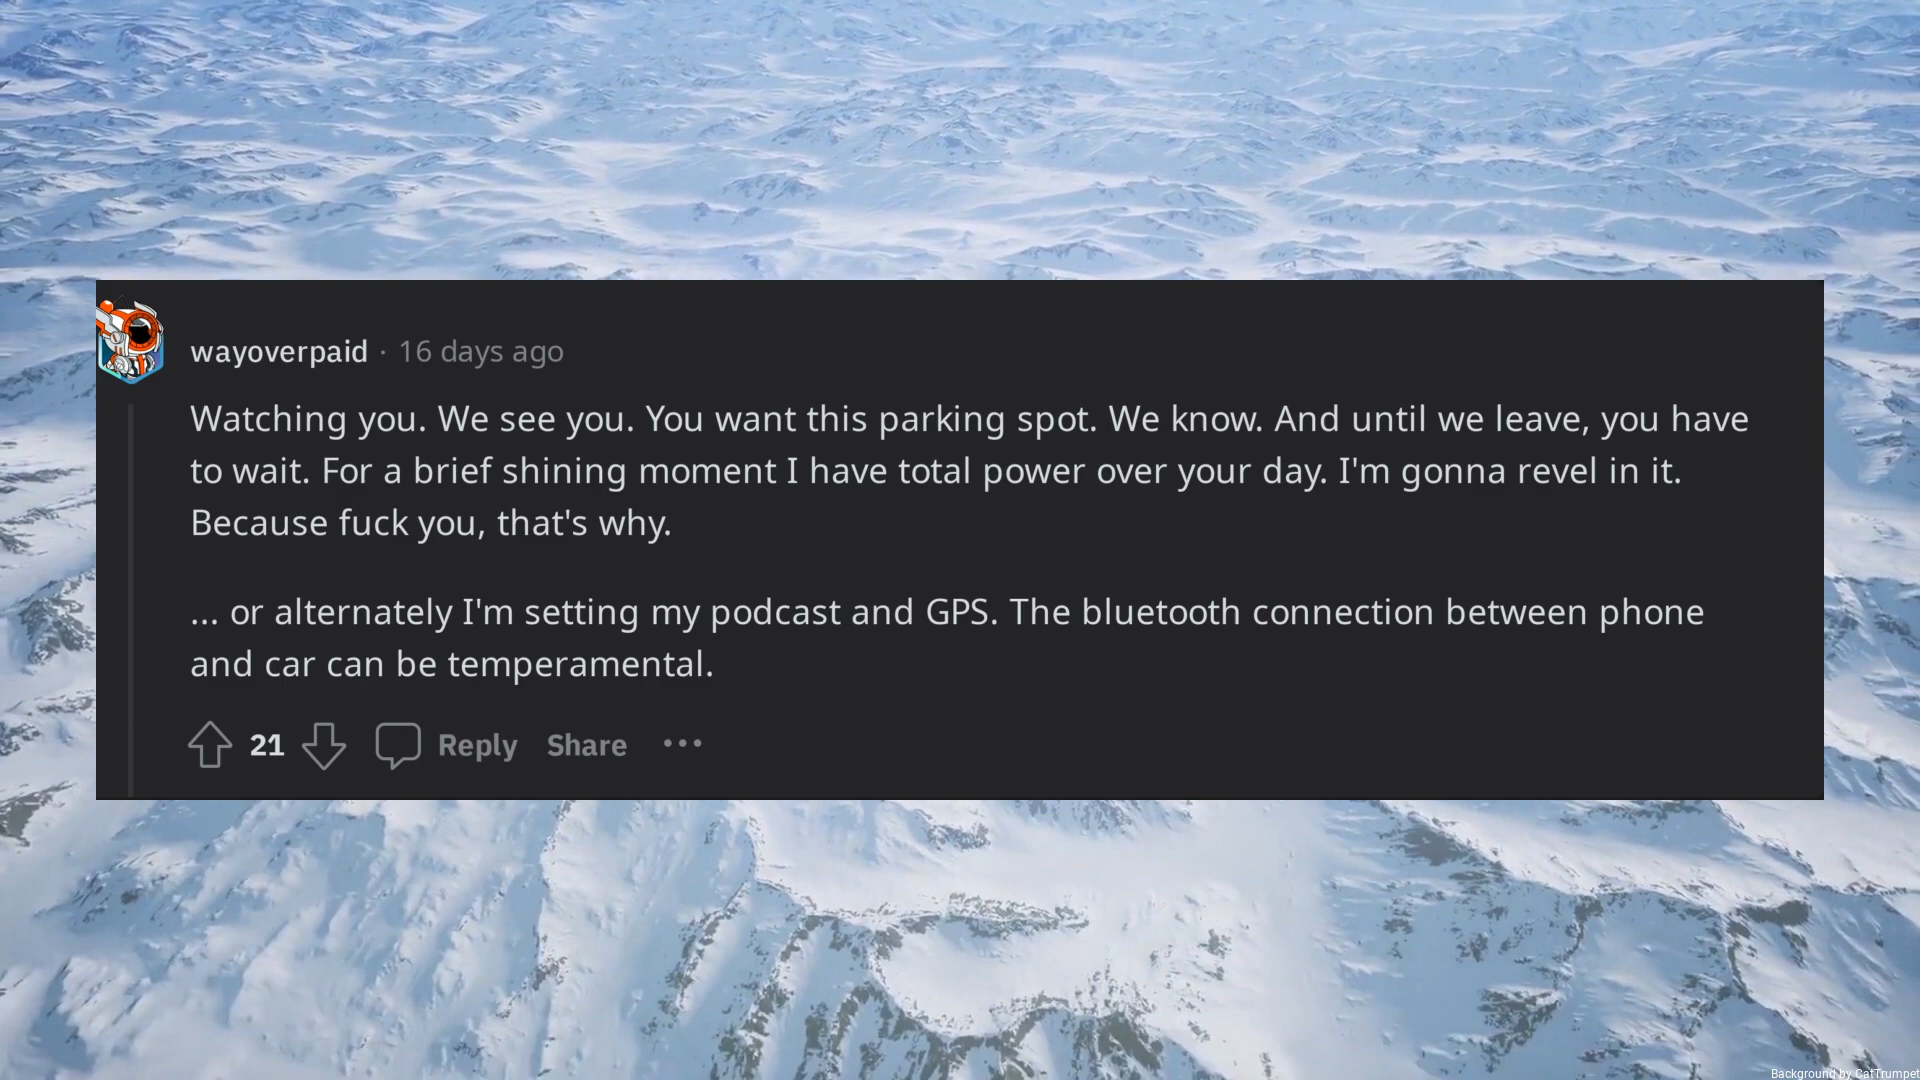 wayoverpaid · 16 days ago
Watching you. We see you. You want this parking spot. We know. And until we leave, you have
to wait. For a brief shining moment I have total power over your day. I'm gonna revel in it.
Because fuck you, that's why.
... or alternately I'm setting my podcast and GPS. The bluetooth connection between phone
and car can be temperamental.
21 Reply Share ...
Background by CatTrumpet